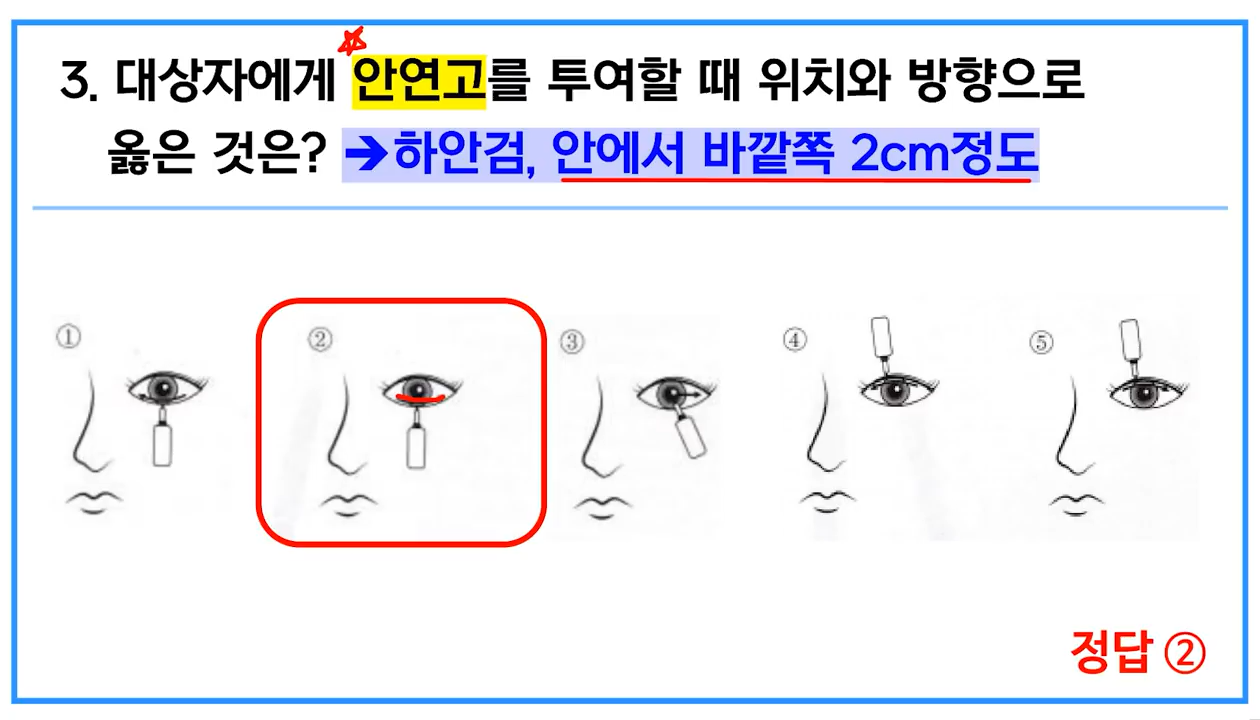 3. 대상자에게 안연고를 투여할 때 위치와 방향으로
옳은 것은? ➔하안검, 안에서 바깥쪽 2cm정도
① ② ③ ④ ⑤
정답 ②